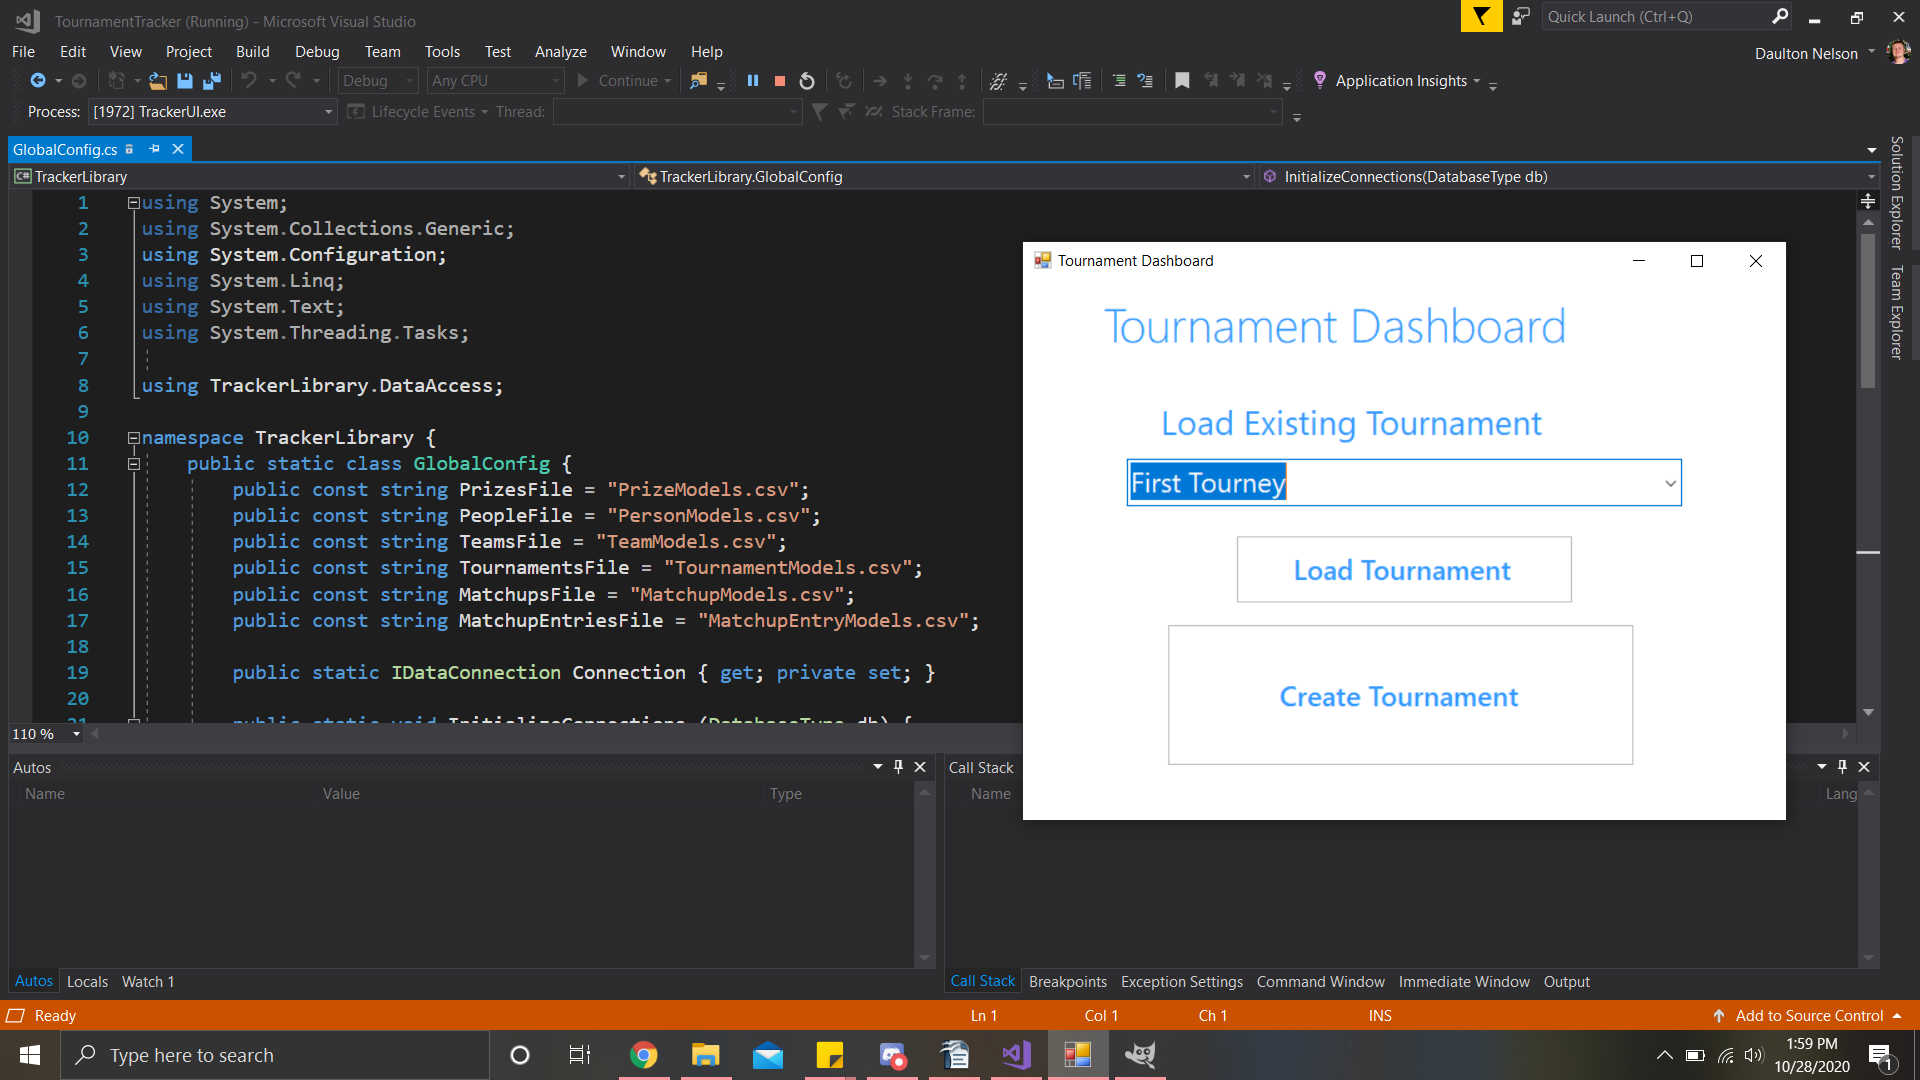 TournamentTracker (Running) - Microsoft Visual Studio
Quick Launch (Ctrl+Q)
File Edit View Project Build Debug Team Tools Test Analyze Window Help
Daulton Nelson
Debug Any CPU Continue Application Insights
Process: [1972] TrackerUI.exe Lifecycle Events Thread: Stack Frame:
GlobalConfig.cs
TrackerLibrary TrackerLibrary.GlobalConfig InitializeConnections(DatabaseType db)
Solution Explorer
Team Explorer
1 using System;
2 using System.Collections.Generic;
3 using System.Configuration;
4 using System.Linq;
5 using System.Text;
6 using System.Threading.Tasks;
7
8 using TrackerLibrary.DataAccess;
9
10 namespace TrackerLibrary {
11 public static class GlobalConfig {
12 public const string PrizesFile = "PrizeModels.csv";
13 public const string PeopleFile = "PersonModels.csv";
14 public const string TeamsFile = "TeamModels.csv";
15 public const string TournamentsFile = "TournamentModels.csv";
16 public const string MatchupsFile = "MatchupModels.csv";
17 public const string MatchupEntriesFile = "MatchupEntryModels.csv";
18
19 public static IDataConnection Connection { get; private set; }
20
21 public static void InitializeConnections (DatabaseType db) {
110 %
Tournament Dashboard
Tournament Dashboard
Load Existing Tournament
First Tourney
Load Tournament
Create Tournament
Autos
Name Value Type
Call Stack
Name Lang
Autos Locals Watch 1
Call Stack Breakpoints Exception Settings Command Window Immediate Window Output
Ready Ln 1 Col 1 Ch 1 INS Add to Source Control
Type here to search
1:59 PM
10/28/2020
1